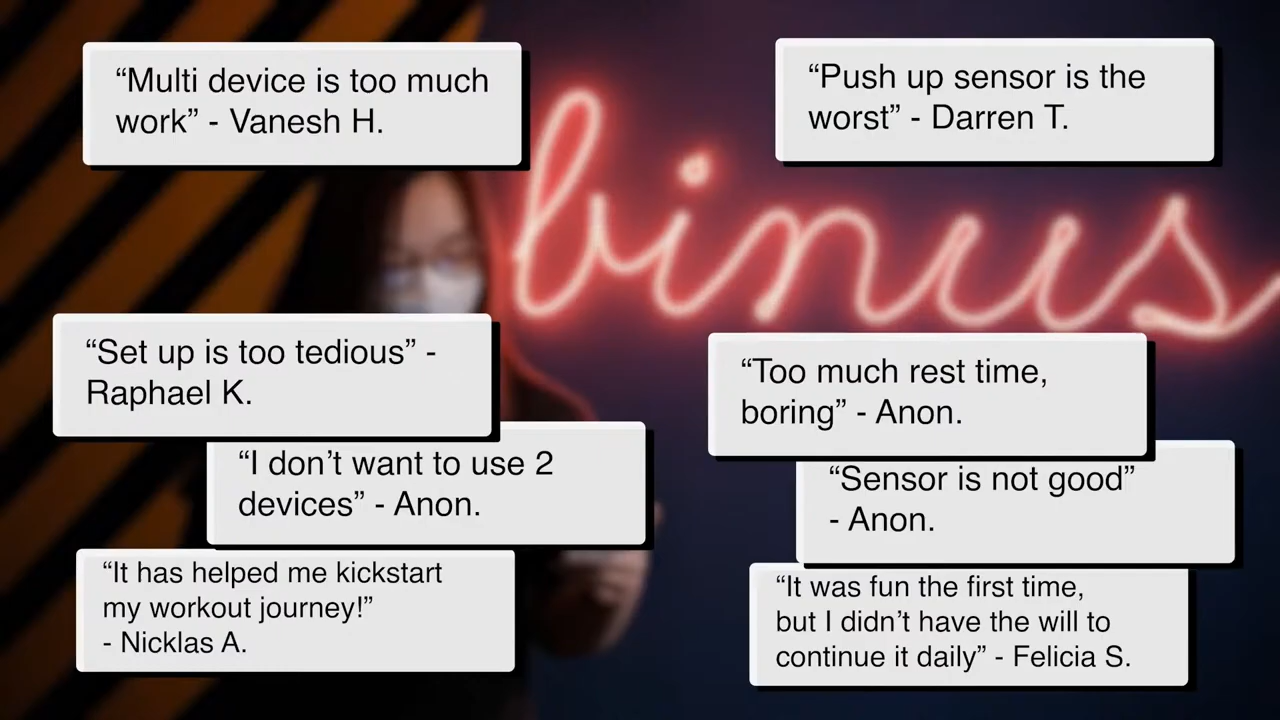 “Multi device is too much
work” - Vanesh H.
“Push up sensor is the
worst” - Darren T.
binus
“Set up is too tedious” -
Raphael K.
“Too much rest time,
boring” - Anon.
“I don’t want to use 2
devices” - Anon.
“Sensor is not good”
- Anon.
“It has helped me kickstart
my workout journey!”
- Nicklas A.
“It was fun the first time,
but I didn’t have the will to
continue it daily” - Felicia S.